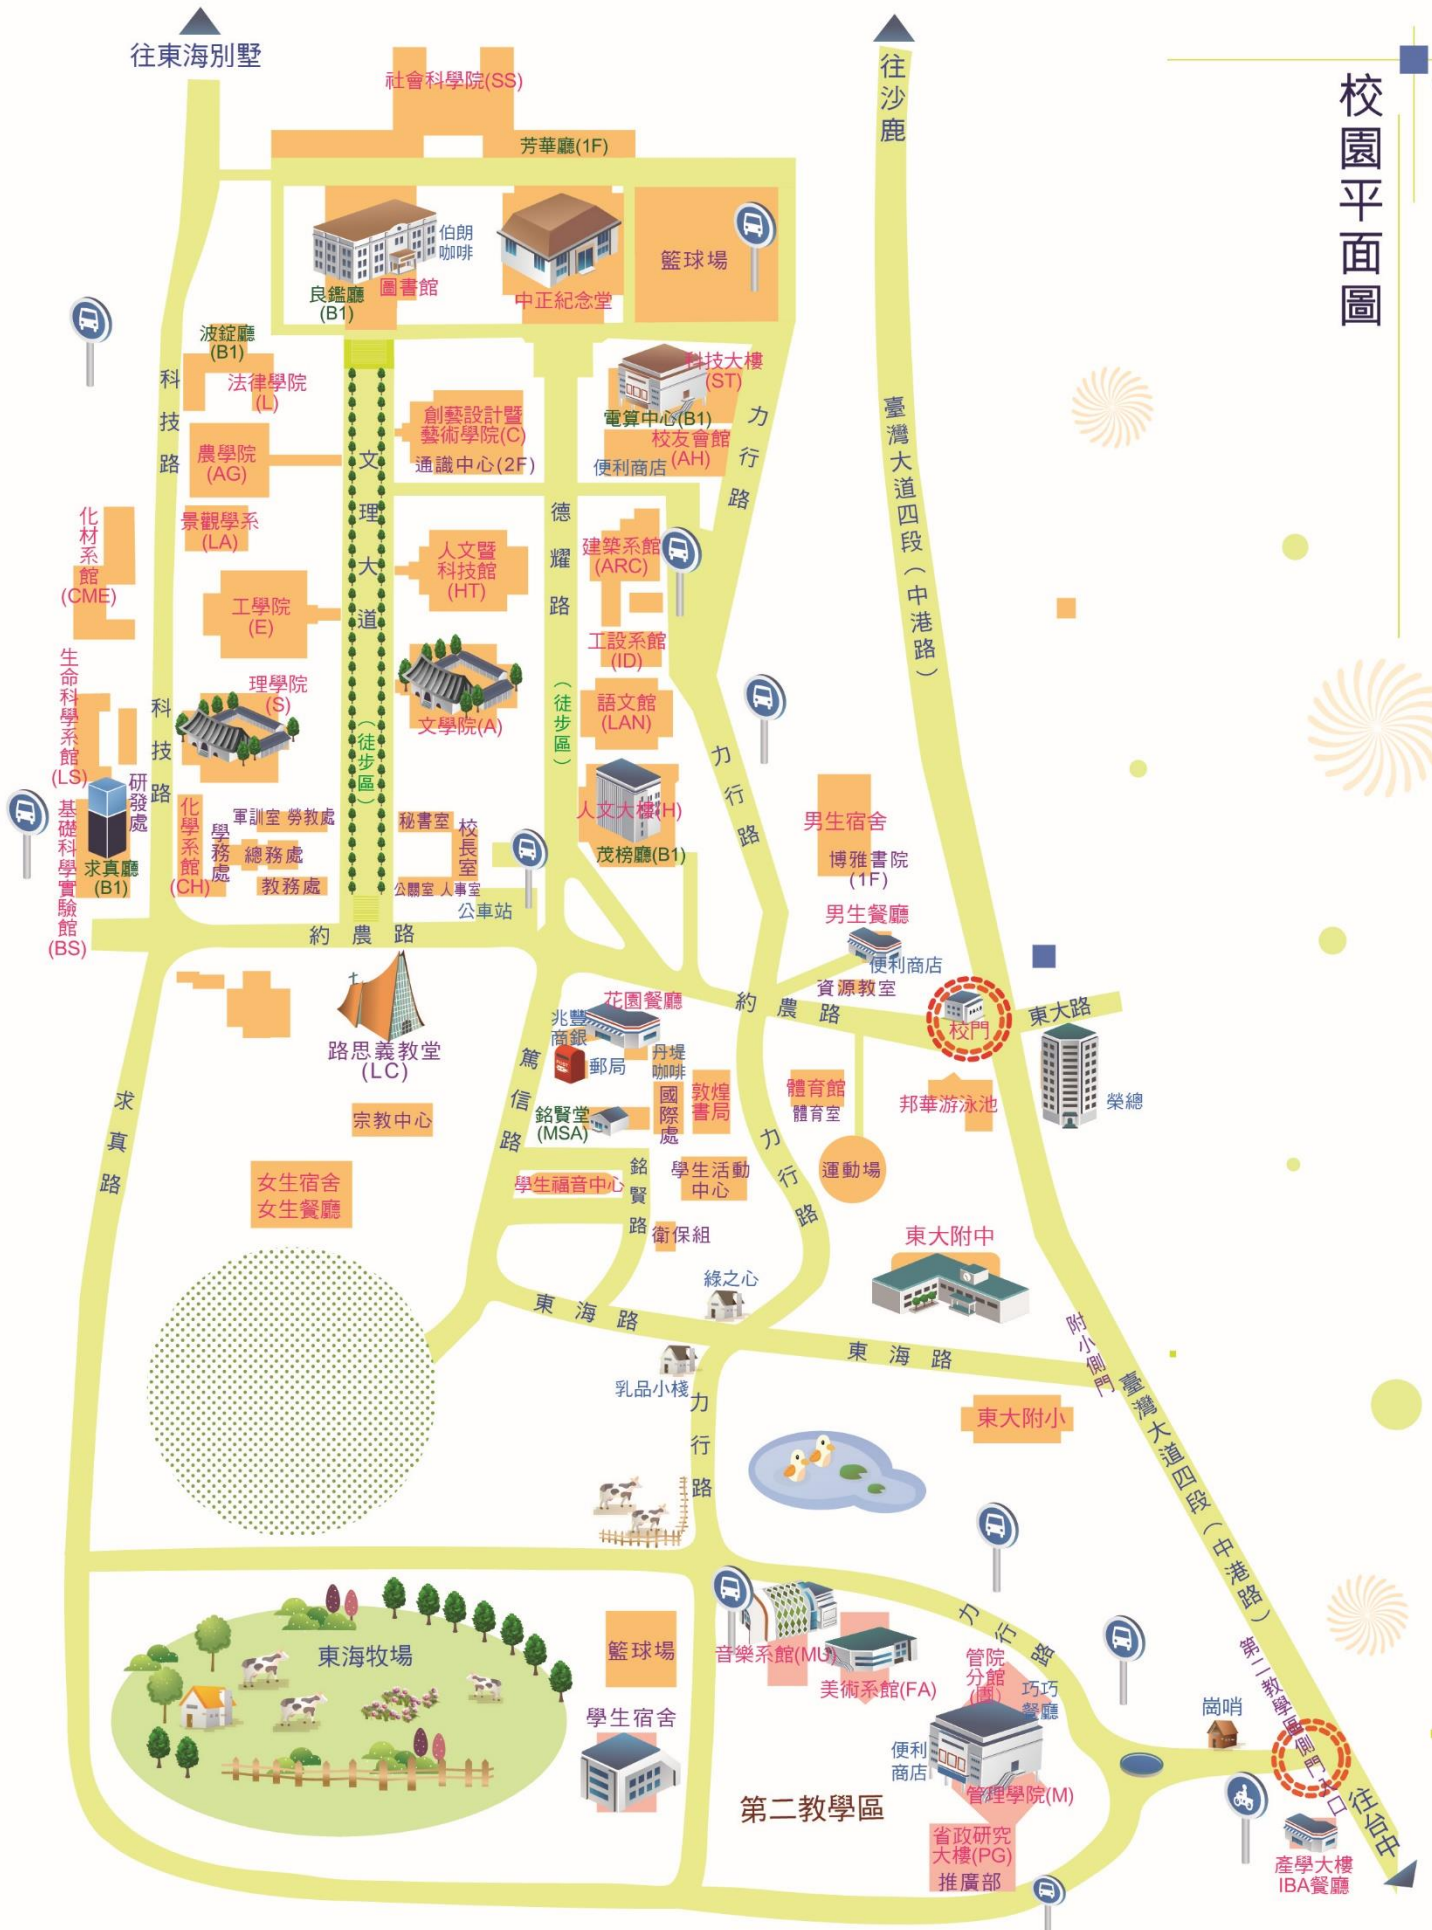 校園平面圖
往東海別墅
往沙鹿
社會科學院(SS)
芳華廳(1F)
伯朗
咖啡
圖書館
良鑑廳
(B1)
中正紀念堂
籃球場
波錠廳
(B1)
法律學院
(L)
科技路
科技大樓
(ST)
電算中心(B1)
校友會館
(AH)
便利商店
力行路
臺灣大道四段(中港路)
農學院
(AG)
文理大道
(徒步區)
創藝設計暨
藝術學院(C)
通識中心(2F)
德耀路
(徒步區)
景觀學系
(LA)
化材系館
(CME)
工學院
(E)
人文暨
科技館
(HT)
建築系館
(ARC)
工設系館
(ID)
生命科學系館
(LS)
理學院
(S)
文學院(A)
語文館
(LAN)
科技路
力行路
研發處
求真廳
(B1)
基礎科學實驗館
(BS)
化學系館
(CH)
軍訓室 勞教處
學務處
總務處
教務處
秘書室
校長室
公關室 人事室
公車站
人文大樓(H)
茂榜廳(B1)
男生宿舍
博雅書院
(1F)
男生餐廳
便利商店
資源教室
約農路
約農路
校門
東大路
榮總
路思義教堂
(LC)
宗教中心
花園餐廳
兆豐
商銀
郵局
丹堤
咖啡
篤信路
銘賢堂
(MSA)
國際處
敦煌
書局
體育館
體育室
邦華游泳池
求真路
力行路
女生宿舍
女生餐廳
學生福音中心
銘賢路
學生活動
中心
運動場
衛保組
東大附中
綠之心
東海路
東海路
附小側門
乳品小棧
力行路
東大附小
臺灣大道四段(中港路)
東海牧場
籃球場
學生宿舍
音樂系館(MU)
美術系館(FA)
力行路
管院
分館
巧巧
餐廳
便利
商店
管理學院(M)
第二教學區
省政研究
大樓(PG)
推廣部
崗哨
第二教學區側門入口
往台中
產學大樓
IBA餐廳